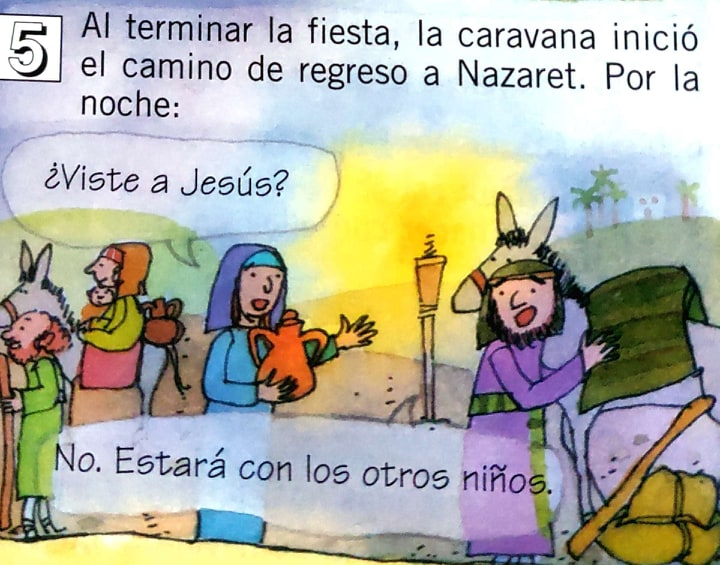 5
Al terminar la fiesta, la caravana inició
el camino de regreso a Nazaret. Por la
noche:
¿Viste a Jesús?
No. Estará con los otros niños.